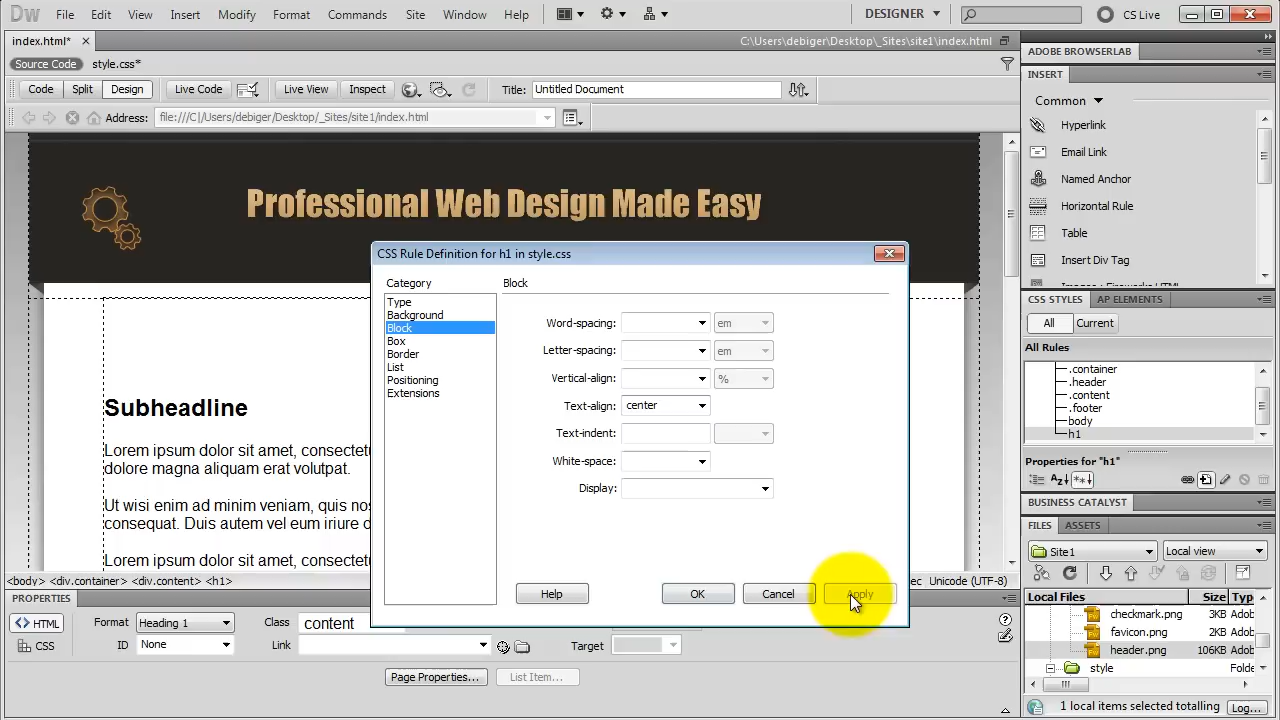 Dw File Edit View Insert Modify Format Commands Site Window Help DESIGNER CS Live
index.html* C:\Users\debiger\Desktop\_Sites\site1\index.html
Source Code style.css*
Code Split Design Live Code Live View Inspect Title: Untitled Document
Address: file:///C|/Users/debiger/Desktop/_Sites/site1/index.html
Professional Web Design Made Easy
Subheadline
Lorem ipsum dolor sit amet, consectetu
dolore magna aliquam erat volutpat.
Ut wisi enim ad minim veniam, quis nos
consequat. Duis autem vel eum iriure d
Lorem ipsum dolor sit amet, consectetu
CSS Rule Definition for h1 in style.css
Category
Type
Background
Block
Box
Border
List
Positioning
Extensions
Block
Word-spacing: em
Letter-spacing: em
Vertical-align: %
Text-align: center
Text-indent:
White-space:
Display:
Help OK Cancel Apply
<body> <div.container> <div.content> <h1> ec Unicode (UTF-8)
PROPERTIES
HTML Format Heading 1 Class content
CSS ID None Link Target
Page Properties... List Item...
ADOBE BROWSERLAB
INSERT
Common
Hyperlink
Email Link
Named Anchor
Horizontal Rule
Table
Insert Div Tag
CSS STYLES AP ELEMENTS
All Current
All Rules
.container
.header
.content
.footer
body
h1
Properties for "h1"
BUSINESS CATALYST
FILES ASSETS
Site1 Local view
Local Files Size Type
checkmark.png 3KB Adob
favicon.png 2KB Adob
header.png 106KB Adob
style Folde
1 local items selected totalling Log...